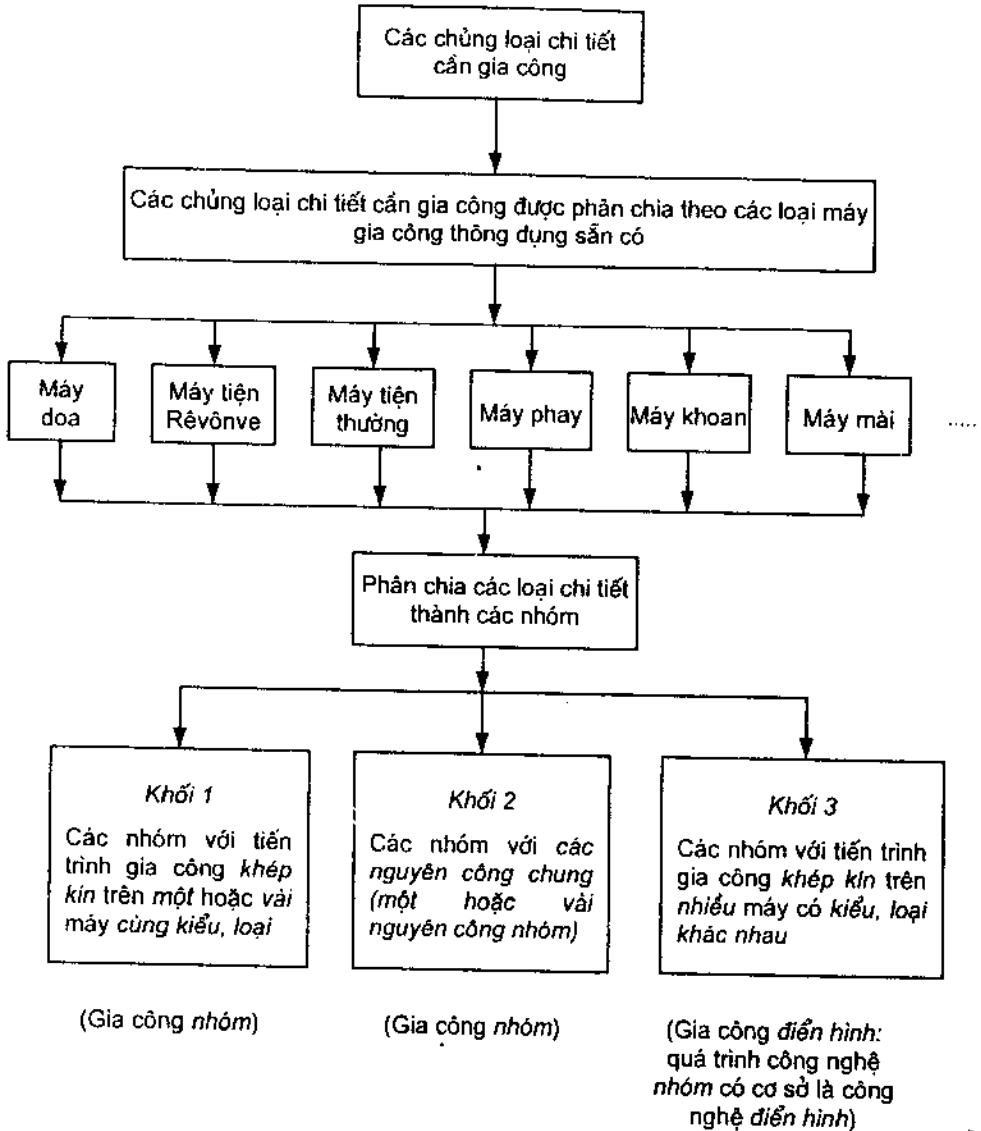 Các chủng loại chi tiết
cần gia công
Các chủng loại chi tiết cần gia công được phân chia theo các loại máy
gia công thông dụng sẵn có
Máy
doa
Máy tiện
Rêvônve
Máy tiện
thường
Máy phay
Máy khoan
Máy mài
.....
Phân chia các loại chi tiết
thành các nhóm
Khối 1
Các nhóm với tiến
trình gia công khép
kín trên một hoặc vài
máy cùng kiểu, loại
(Gia công nhóm)
Khối 2
Các nhóm với các
nguyên công chung
(một hoặc vài
nguyên công nhóm)
(Gia công nhóm)
Khối 3
Các nhóm với tiến trình
gia công khép kín trên
nhiều máy có kiểu, loại
khác nhau
(Gia công điển hình:
quá trình công nghệ
nhóm có cơ sở là công
nghệ điển hình)